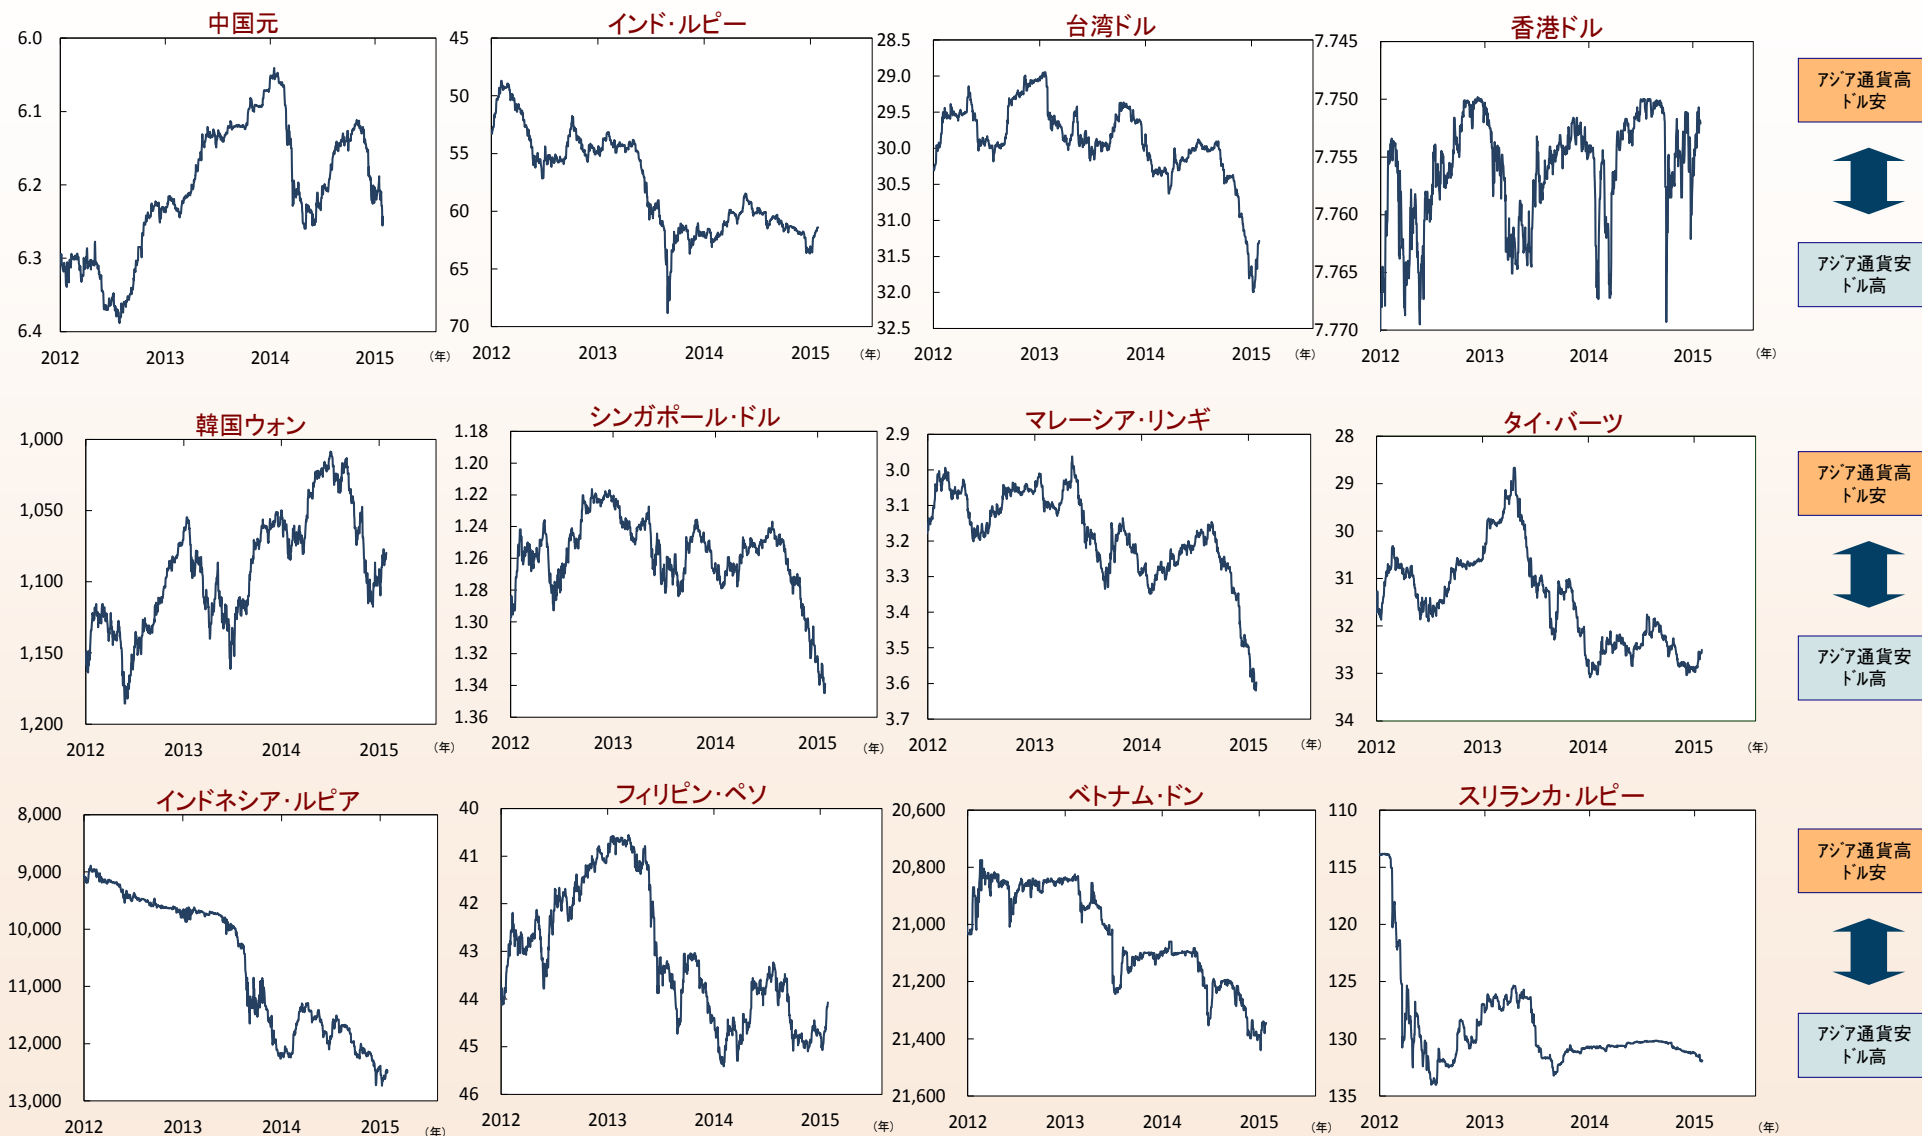 中国元
6.0
6.1
6.2
6.3
6.4
2012 2013 2014 2015 (年)
インド・ルピー
45
50
55
60
65
70
2012 2013 2014 2015 (年)
台湾ドル
28.5
29.0
29.5
30.0
30.5
31.0
31.5
32.0
32.5
2012 2013 2014 2015
香港ドル
7.745
7.750
7.755
7.760
7.765
7.770
2012 2013 2014 2015 (年)
アジア通貨高
ドル安
アジア通貨安
ドル高
韓国ウォン
1,000
1,050
1,100
1,150
1,200
2012 2013 2014 2015 (年)
シンガポール・ドル
1.18
1.20
1.22
1.24
1.26
1.28
1.30
1.32
1.34
1.36
2012 2013 2014 2015 (年)
マレーシア・リンギ
2.9
3.0
3.1
3.2
3.3
3.4
3.5
3.6
3.7
2012 2013 2014 2015 (年)
タイ・バーツ
28
29
30
31
32
33
34
2012 2013 2014 2015 (年)
アジア通貨高
ドル安
アジア通貨安
ドル高
インドネシア・ルピア
8,000
9,000
10,000
11,000
12,000
13,000
2012 2013 2014 2015 (年)
フィリピン・ペソ
40
41
42
43
44
45
46
2012 2013 2014 2015 (年)
ベトナム・ドン
20,600
20,800
21,000
21,200
21,400
21,600
2012 2013 2014 2015 (年)
スリランカ・ルピー
110
115
120
125
130
135
2012 2013 2014 2015 (年)
アジア通貨高
ドル安
アジア通貨安
ドル高